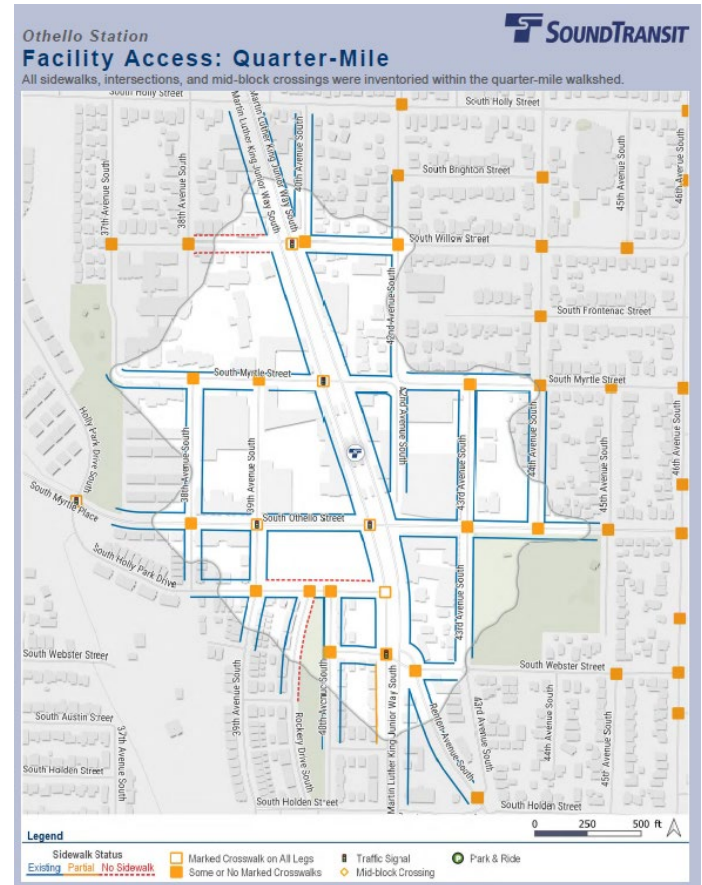 Othello Station
SOUNDTRANSIT
Facility Access: Quarter-Mile
All sidewalks, intersections, and mid-block crossings were inventoried within the quarter-mile walkshed.
South Holly Street
South Holly Street
Martin Luther King Junior Way South
Martin Luther King Junior Way South
40th Avenue South
37th Avenue South
38th Avenue South
South Brighton Street
45th Avenue South
46th Avenue South
South Willow Street
42nd Avenue South
South Frontenac Street
South Myrtle Street
South Myrtle Street
Holly Park Drive South
42nd Avenue South
38th Avenue South
39th Avenue South
43rd Avenue South
44th Avenue South
45th Avenue South
46th Avenue South
South Myrtle Place
South Othello Street
South Holly Park Drive
43rd Avenue South
South Webster Street
South Webster Street
39th Avenue South
40th Avenue South
Rockery Drive South
Martin Luther King Junior Way South
Renton Avenue South
43rd Avenue South
44th Avenue South
45th Avenue South
South Austin Street
37th Avenue South
South Holden Street
South Holden Street
South Holden Street
0 250 500 ft
Legend
Sidewalk Status
Existing Partial No Sidewalk
Marked Crosswalk on All Legs
Some or No Marked Crosswalks
Traffic Signal
Mid-block Crossing
P Park & Ride